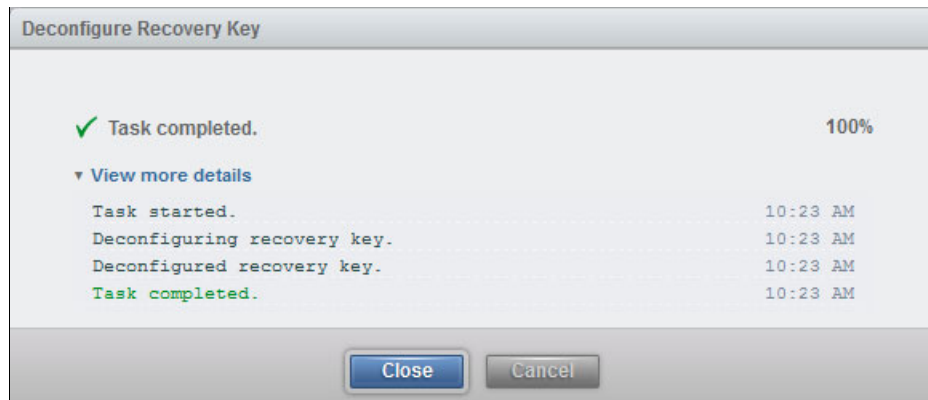 Deconfigure Recovery Key
Task completed. 100%
View more details
Task started. 10:23 AM
Deconfiguring recovery key. 10:23 AM
Deconfigured recovery key. 10:23 AM
Task completed. 10:23 AM
Close Cancel